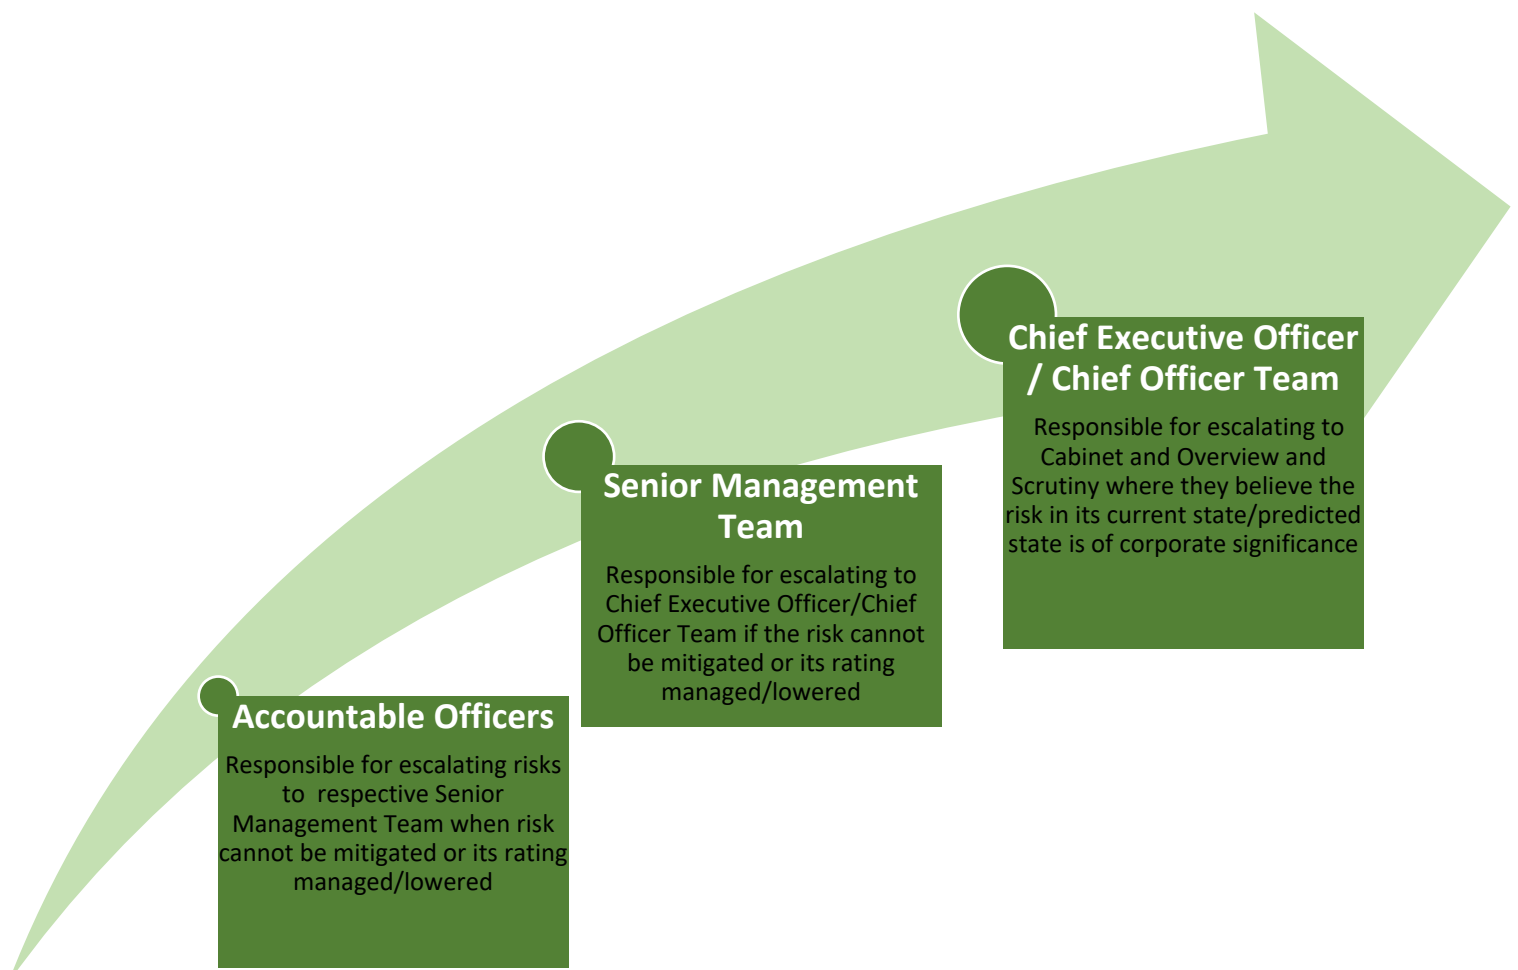 Chief Executive Officer
/ Chief Officer Team
Responsible for escalating to
Cabinet and Overview and
Scrutiny where they believe the
risk in its current state/predicted
state is of corporate significance
Senior Management
Team
Responsible for escalating to
Chief Executive Officer/Chief
Officer Team if the risk cannot
be mitigated or its rating
managed/lowered
Accountable Officers
Responsible for escalating risks
to respective Senior
Management Team when risk
cannot be mitigated or its rating
managed/lowered